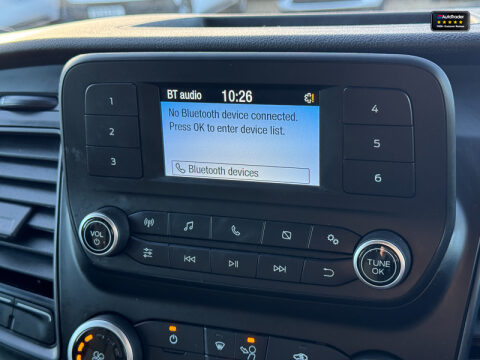 AutoTrader
BT audio 10:26
No Bluetooth device connected.
Press OK to enter device list.
Bluetooth devices
1
2
3
4
5
6
VOL
TUNE
OK